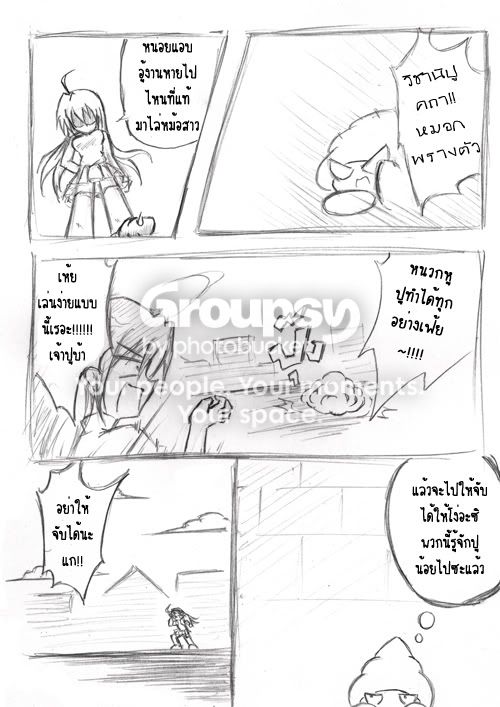 หนอยแอบ
อู้งานหายไป
ไหนที่แท้
มาไล่หม้อสาว
วิชานินปู
คถา!!
หมอก
พรางตัว
เห้ย
เล่นง่ายแบบ
นี้เรอะ!!!!!!
เจ้าปูบ้า
หนวกหู
ปูทำได้ทุก
อย่างเฟ้ย
~!!!!
Groupsy
by photobucket
Your people. Your moments.
Your space.
อย่าให้
จับได้นะ
แก!!
แล้วจะไปให้จับ
ได้ให้โง่อะซิ
พวกนี้รู้จักปู
น้อยไปซะแล้ว